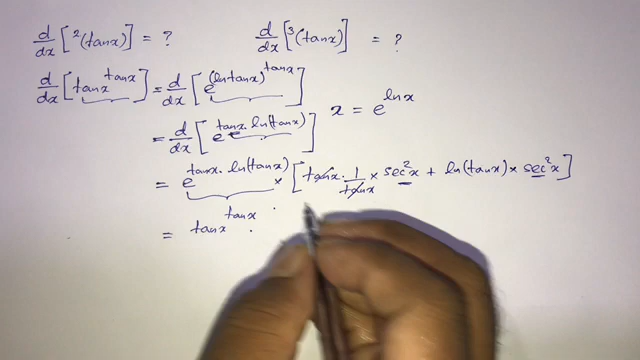 d/dx [²(tanx)] = ? d/dx [³(tanx)] = ?
d/dx [tanx^tanx] = d/dx [e^(ln tanx)^tanx]
= d/dx [e^tanx·ln(tanx)] x = e^lnx
= e^tanx·ln(tanx) × [tanx · 1/tanx × sec²x + ln(tanx) × sec²x]
= tanx^tanx ·